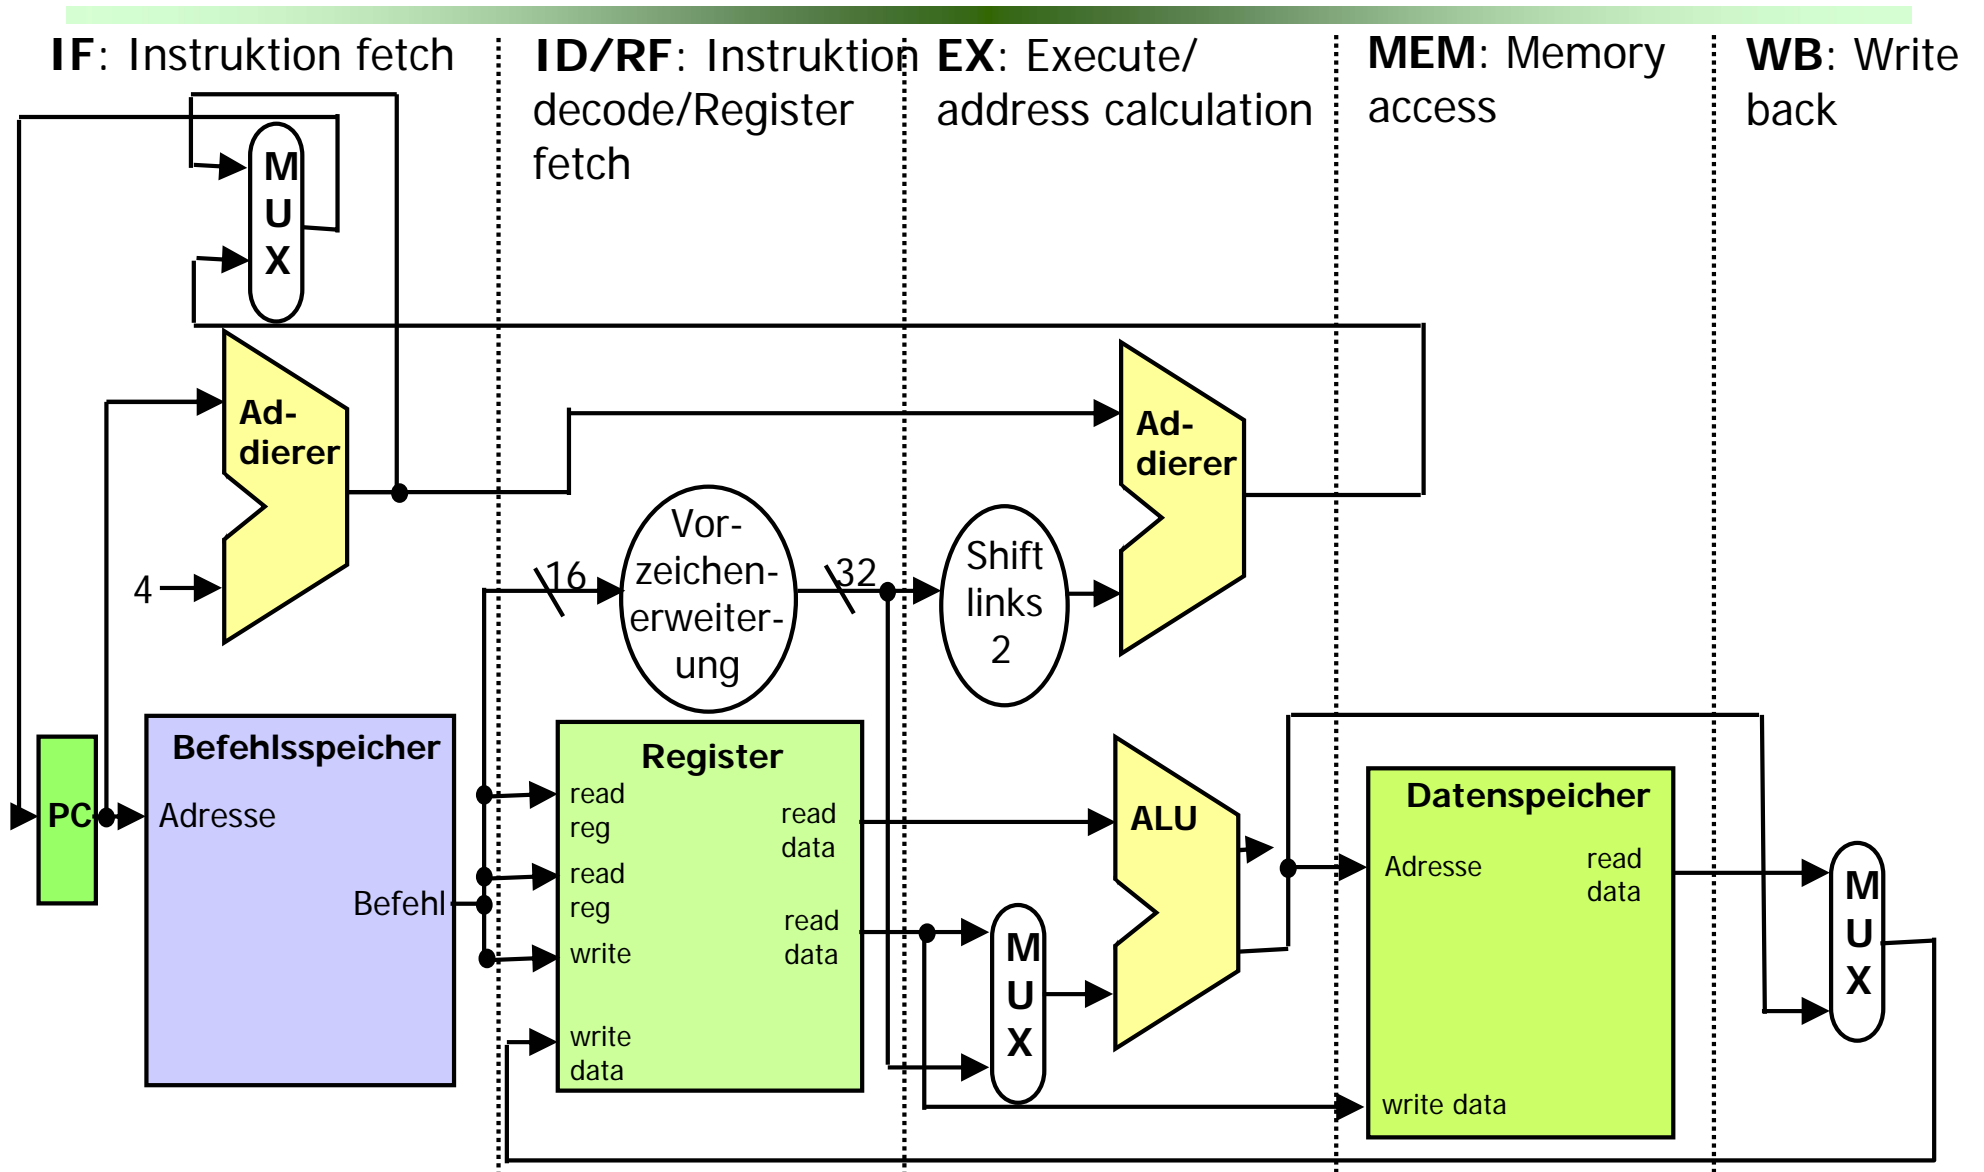 IF: Instruktion fetch
ID/RF: Instruktion
decode/Register
fetch
EX: Execute/
address calculation
MEM: Memory
access
WB: Write
back
M
U
X
Ad-
dierer
4
16
Vor-
zeichen-
erweiter-
ung
32
Shift
links
2
Ad-
dierer
PC
Befehlsspeicher
Adresse
Befehl
Register
read
reg
read
reg
write
write
data
read
data
read
data
M
U
X
ALU
Datenspeicher
Adresse
read
data
write data
M
U
X